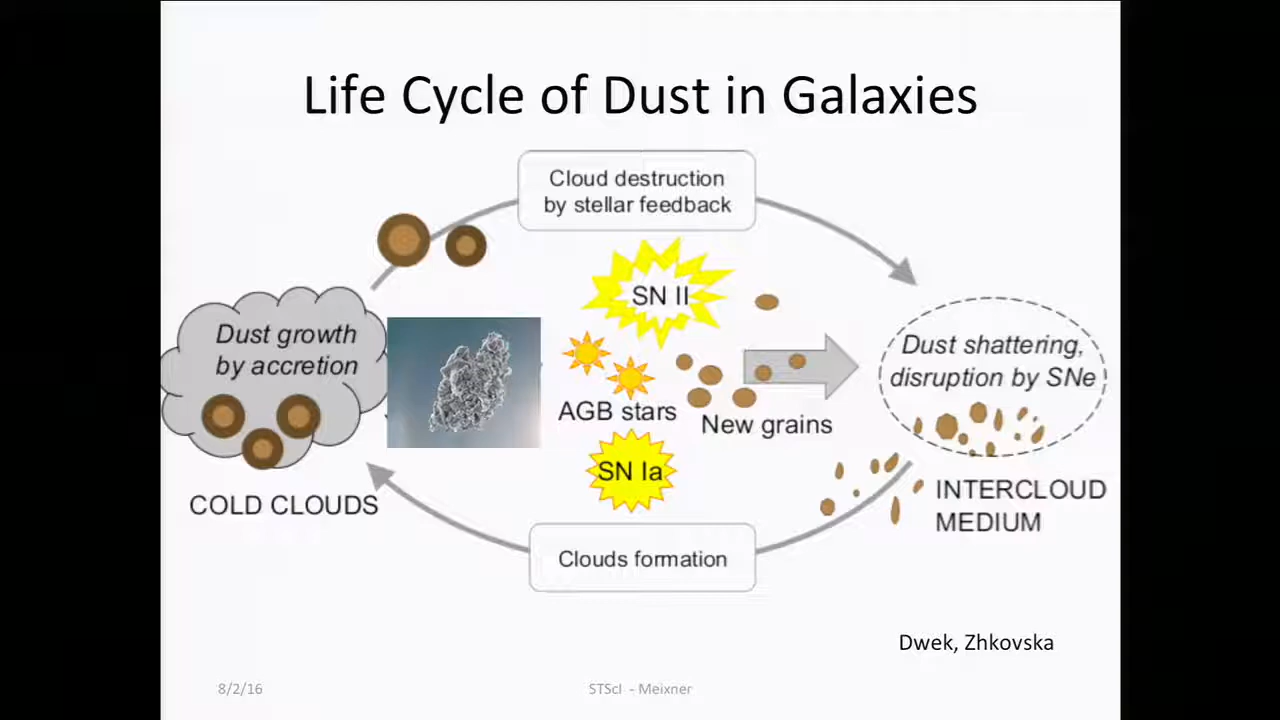 Life Cycle of Dust in Galaxies
Cloud destruction
by stellar feedback
SN II
Dust growth
by accretion
Dust shattering,
disruption by SNe
AGB stars
New grains
SN Ia
COLD CLOUDS
INTERCLOUD
MEDIUM
Clouds formation
Dwek, Zhkovska
8/2/16
STScI - Meixner